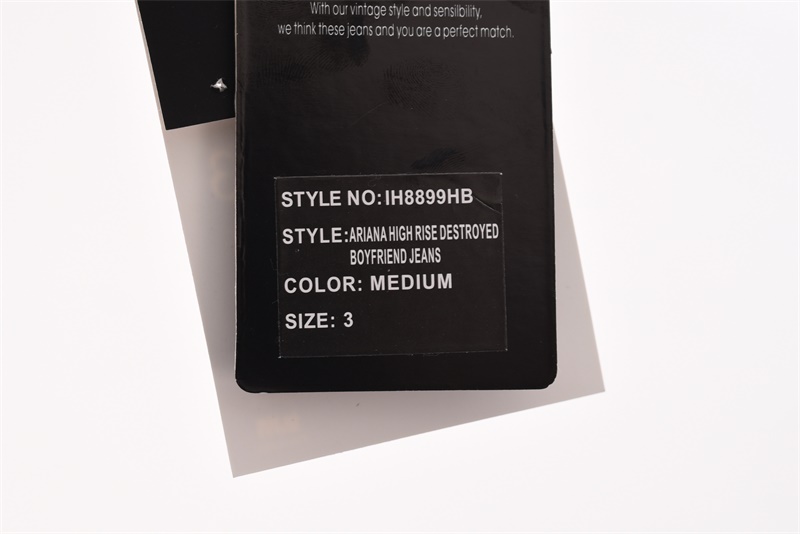 With our vintage style and sensilbility,
we think these jeans and you are a perfect match.
STYLE NO: IH8899HB
STYLE: ARIANA HIGH RISE DESTROYED
BOYFRIEND JEANS
COLOR: MEDIUM
SIZE: 3